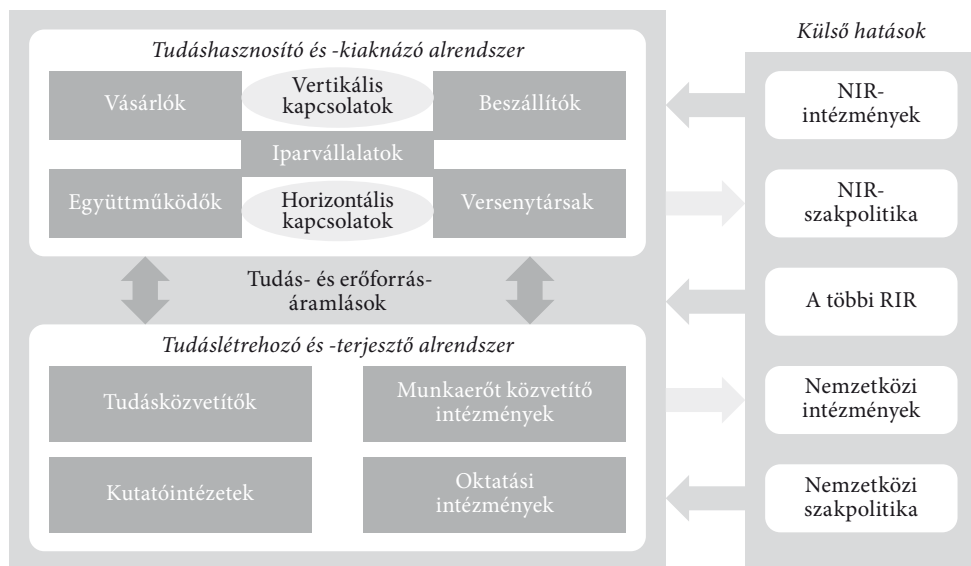 Külső hatások
Tudáshasznosító és -kiaknázó alrendszer
Vásárlók
Vertikális
kapcsolatok
Beszállítók
Iparvállalatok
Együttműködők
Horizontális
kapcsolatok
Versenytársak
Tudás- és erőforrás-
áramlások
Tudáslétrehozó és -terjesztő alrendszer
Tudásközvetítők
Munkaerőt közvetítő
intézmények
Kutatóintézetek
Oktatási
intézmények
NIR-
intézmények
NIR-
szakpolitika
A többi RIR
Nemzetközi
intézmények
Nemzetközi
szakpolitika